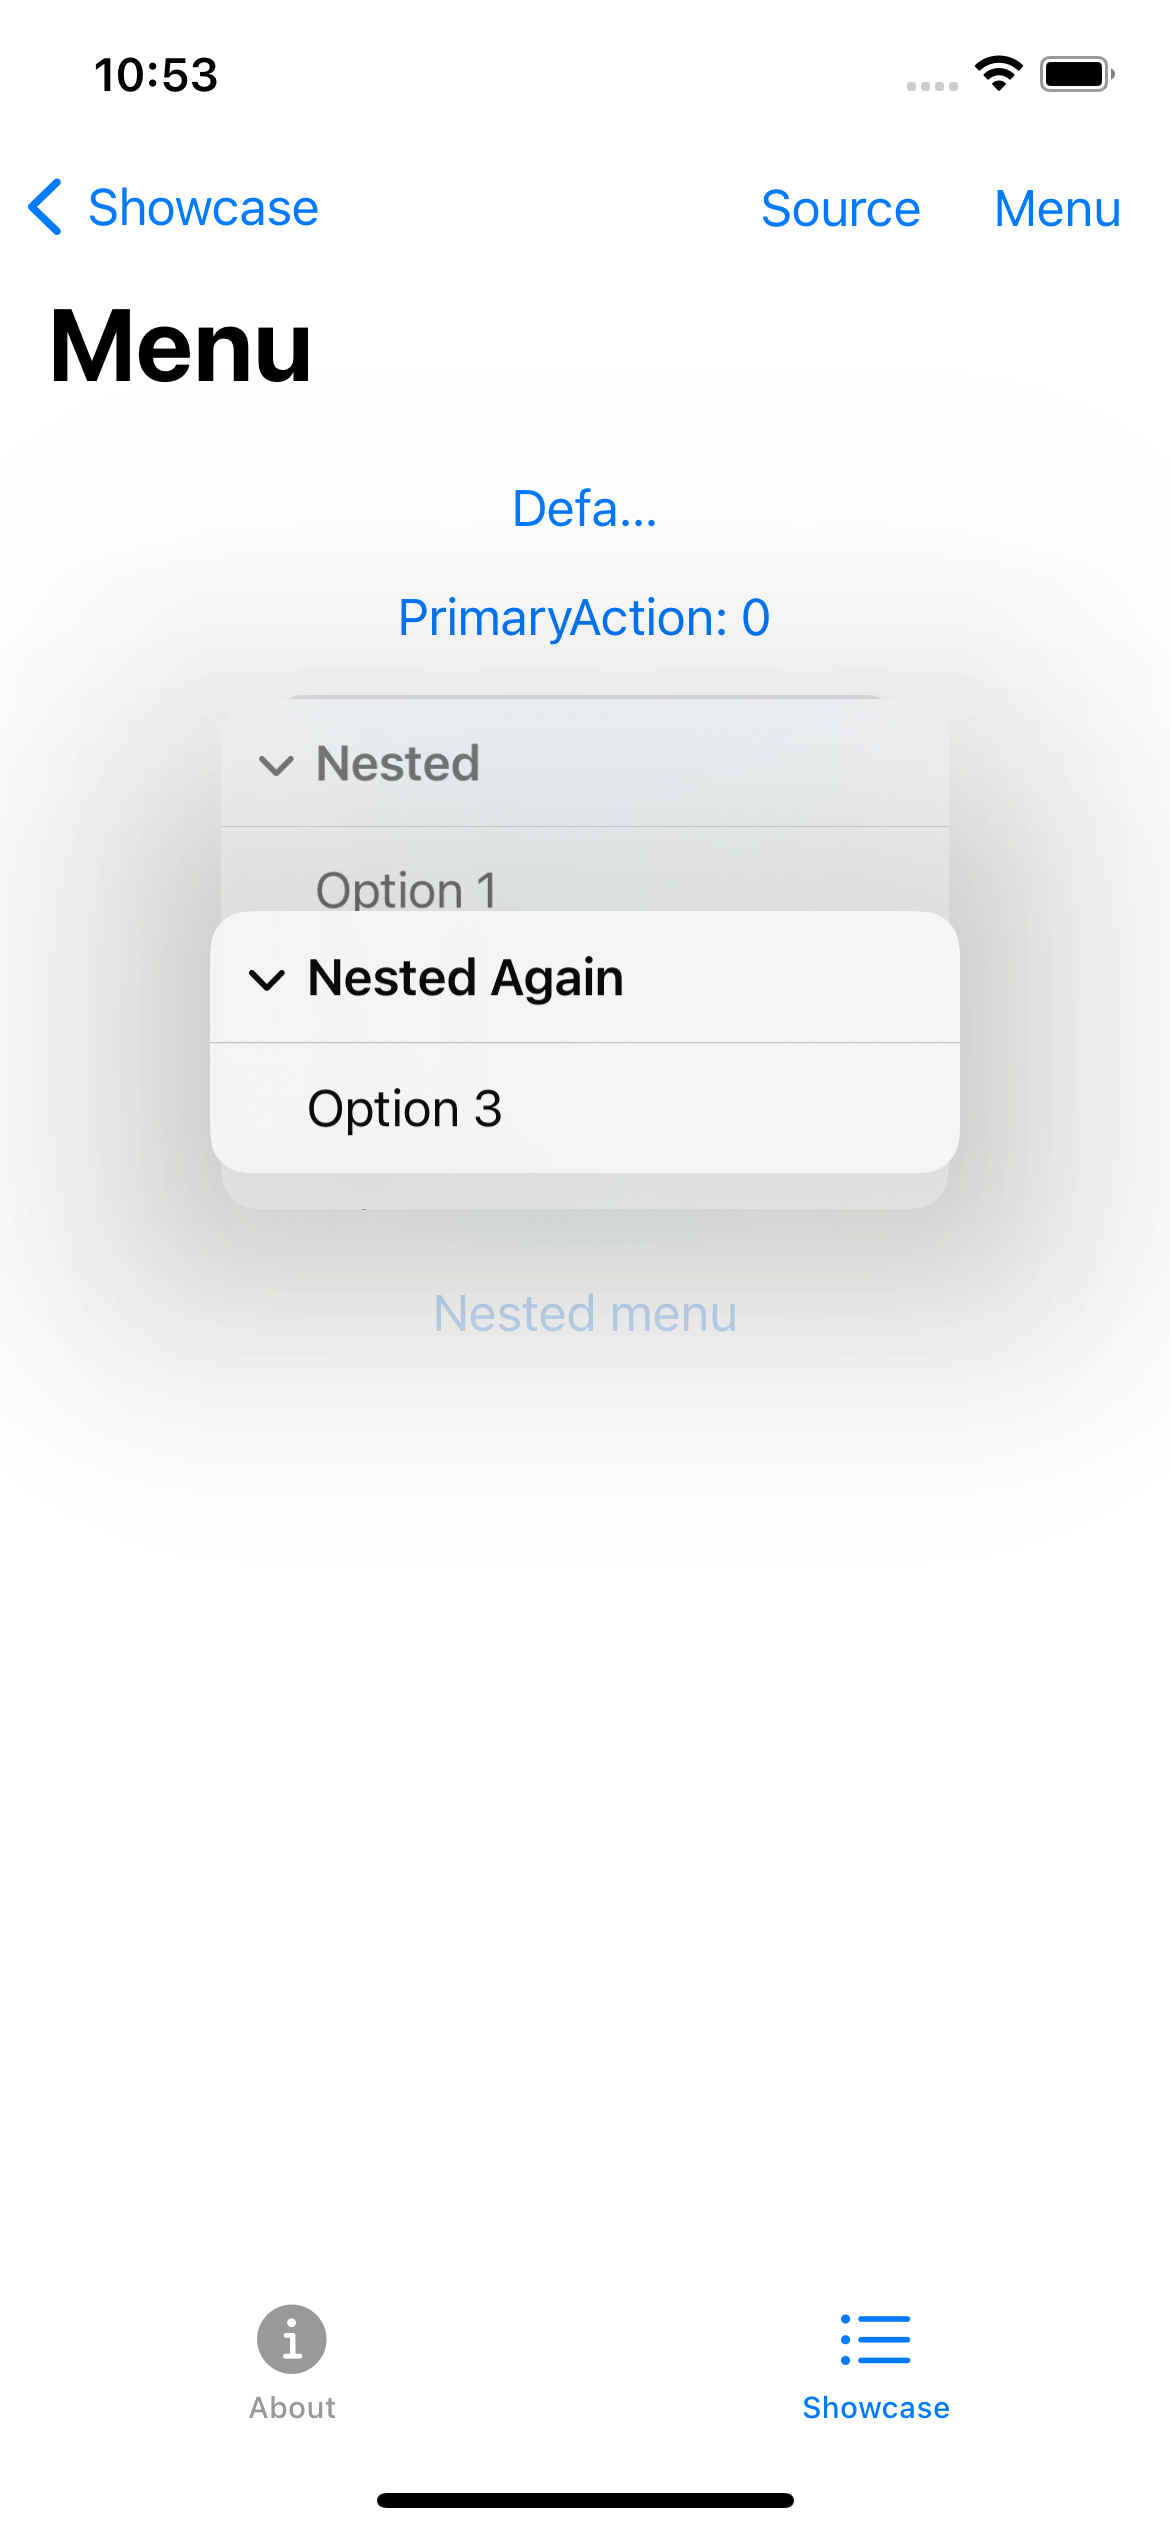 10:53
Showcase
Source
Menu
Menu
Defa...
PrimaryAction: 0
Nested
Option 1
Nested Again
Option 3
Nested menu
About
Showcase